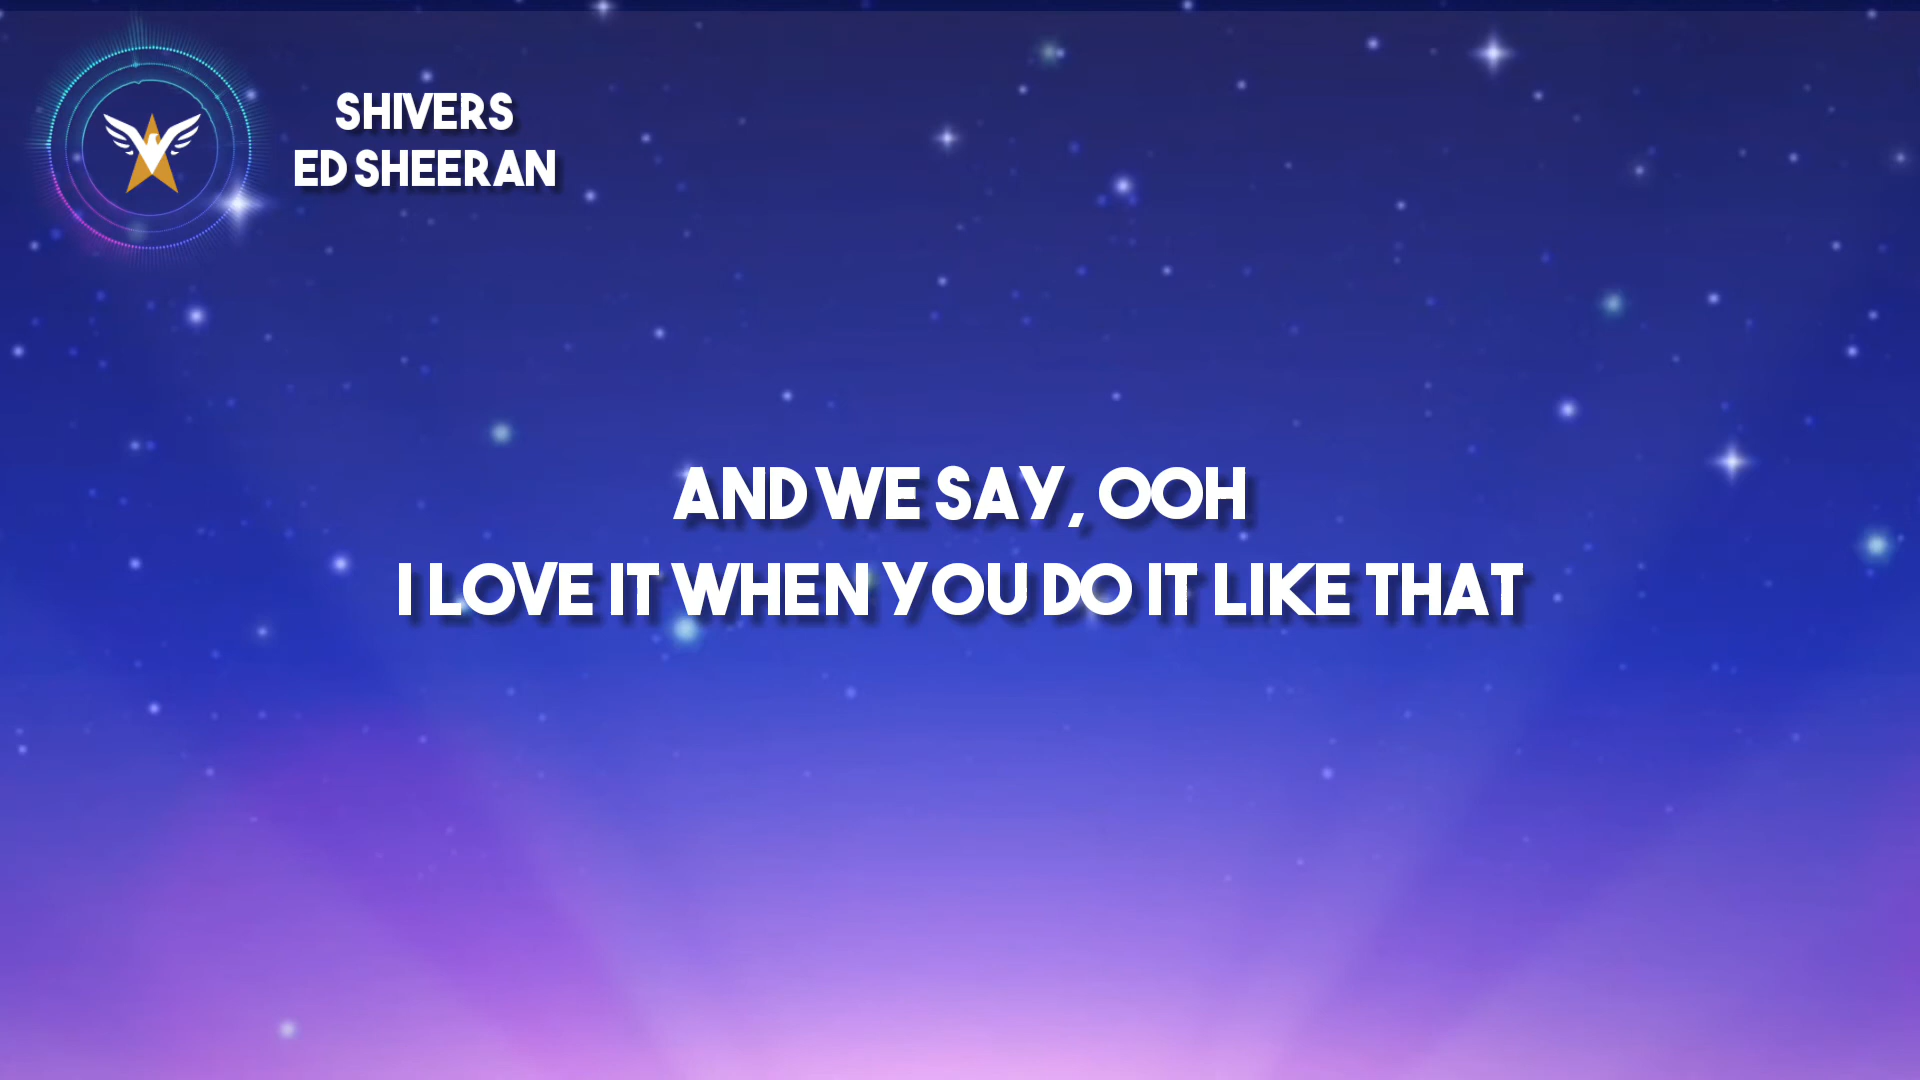 SHIVERS
ED SHEERAN
AND WE SAY, OOH
I LOVE IT WHEN YOU DO IT LIKE THAT